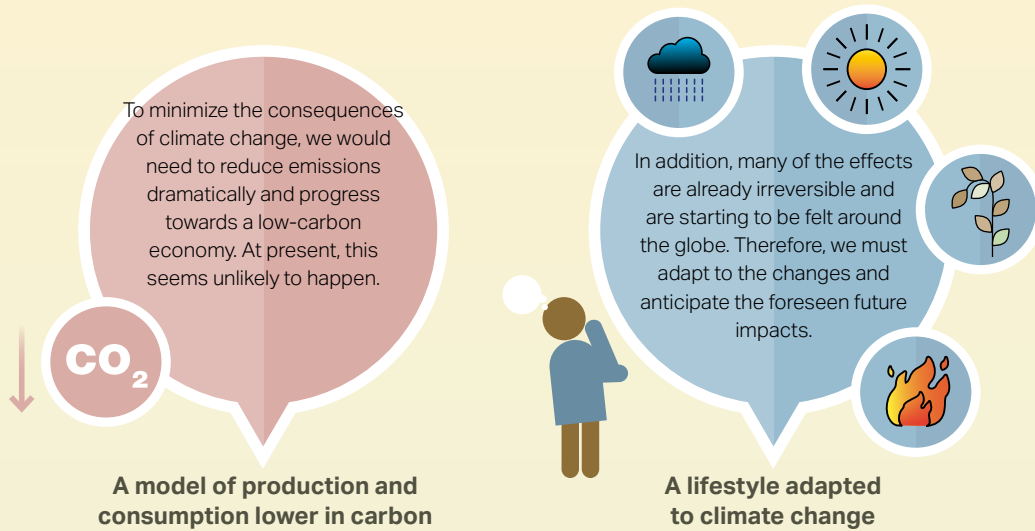 To minimize the consequences
of climate change, we would
need to reduce emissions
dramatically and progress
towards a low-carbon
economy. At present, this
seems unlikely to happen.
CO₂
A model of production and
consumption lower in carbon
In addition, many of the effects
are already irreversible and
are starting to be felt around
the globe. Therefore, we must
adapt to the changes and
anticipate the foreseen future
impacts.
A lifestyle adapted
to climate change